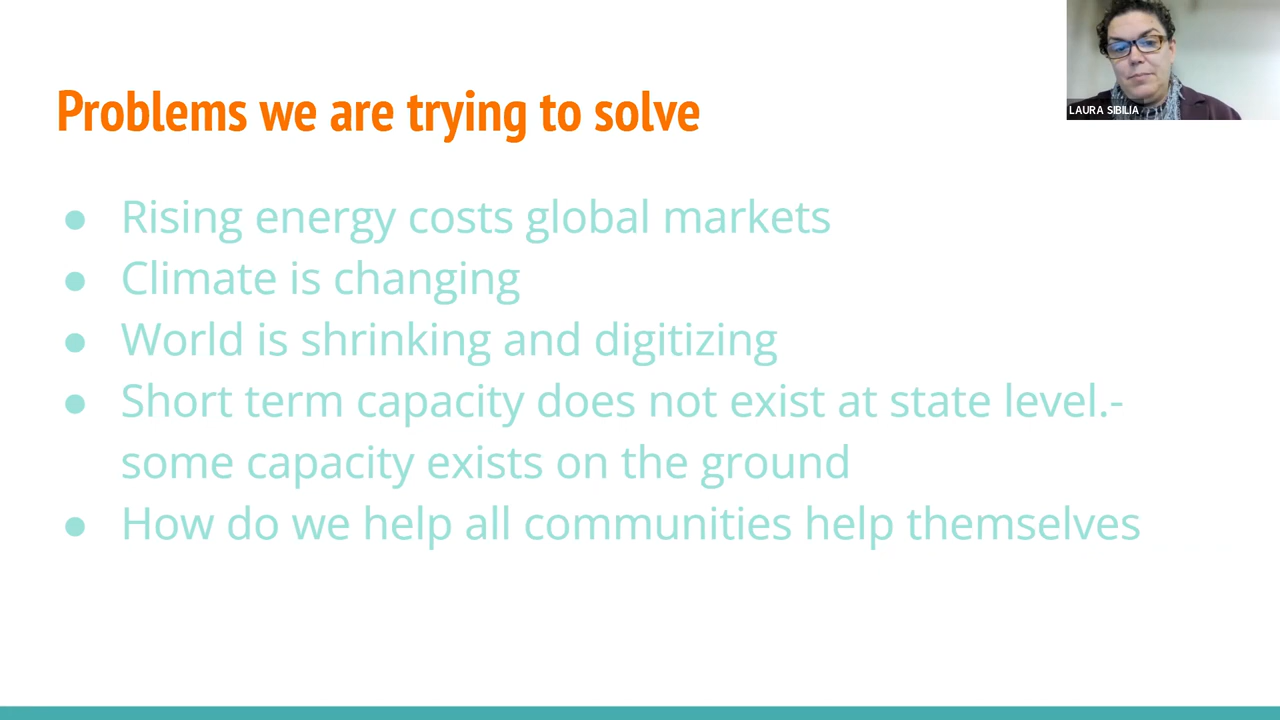 Problems we are trying to solve
LAURA SIBILIA
● Rising energy costs global markets
● Climate is changing
● World is shrinking and digitizing
● Short term capacity does not exist at state level.-
some capacity exists on the ground
● How do we help all communities help themselves